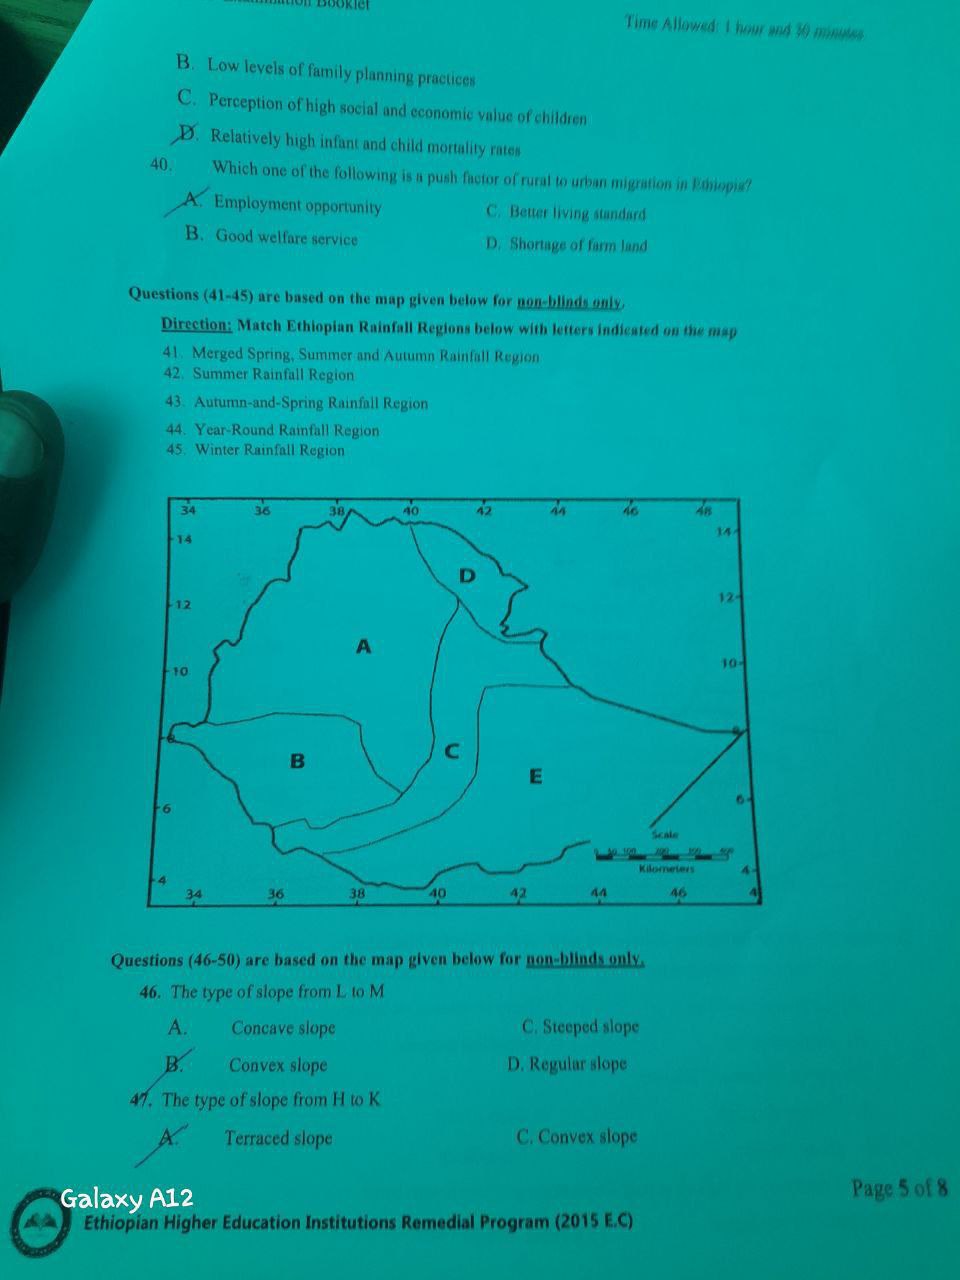 Booklet
Time Allowed: 1 hour and 30 minutes
B. Low levels of family planning practices
C. Perception of high social and economic value of children
D. Relatively high infant and child mortality rates
40. Which one of the following is a push factor of rural to urban migration in Ethiopia?
A. Employment opportunity
C. Better living standard
B. Good welfare service
D. Shortage of farm land
Questions (41-45) are based on the map given below for non-blinds only.
Direction: Match Ethiopian Rainfall Regions below with letters indicated on the map
41. Merged Spring, Summer and Autumn Rainfall Region
42. Summer Rainfall Region
43. Autumn-and-Spring Rainfall Region
44. Year-Round Rainfall Region
45. Winter Rainfall Region
34 36 38 40 42 44 46 48
14 14
D
12 12
A
10 10
B C E
8 8
6 6
Scale
Kilometers
4 4
34 36 38 40 42 44 46 4
Questions (46-50) are based on the map given below for non-blinds only.
46. The type of slope from L to M
A. Concave slope C. Steeped slope
B. Convex slope D. Regular slope
47. The type of slope from H to K
A. Terraced slope C. Convex slope
Page 5 of 8
Galaxy A12
Ethiopian Higher Education Institutions Remedial Program (2015 E.C)